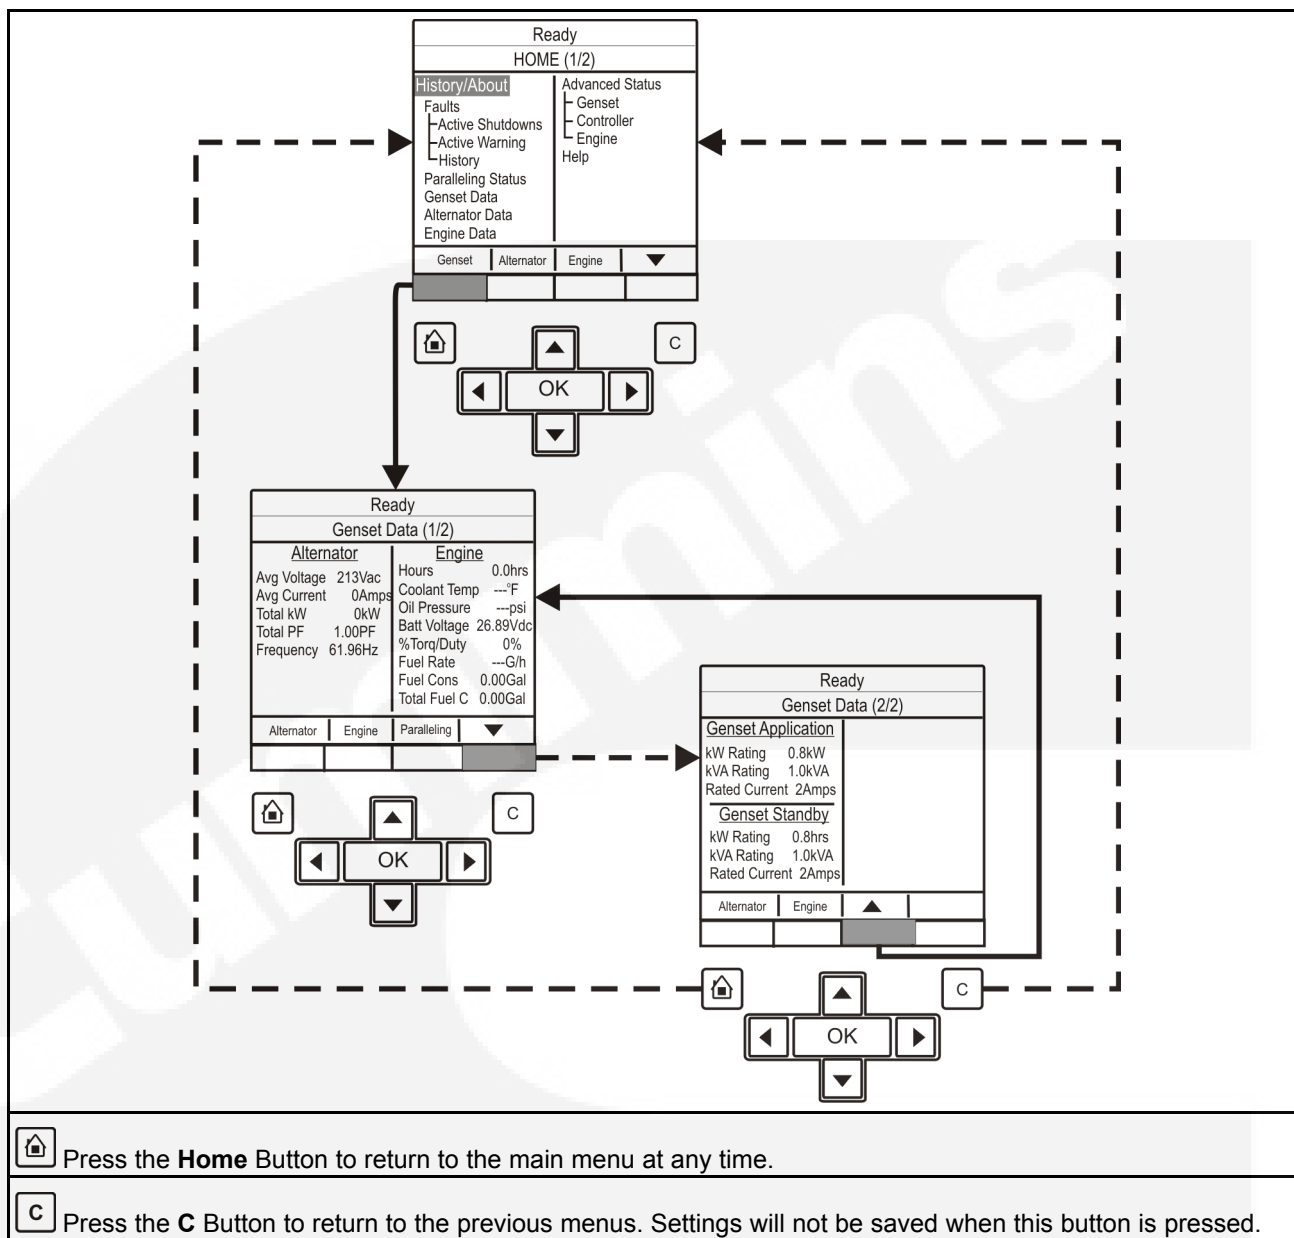 Ready
HOME (1/2)
History/About
Faults
Active Shutdowns
Active Warning
History
Paralleling Status
Genset Data
Alternator Data
Engine Data
Advanced Status
Genset
Controller
Engine
Help
Genset Alternator Engine
C
OK
Ready
Genset Data (1/2)
Alternator
Avg Voltage 213Vac
Avg Current 0Amps
Total kW 0kW
Total PF 1.00PF
Frequency 61.96Hz
Engine
Hours 0.0hrs
Coolant Temp ---°F
Oil Pressure ---psi
Batt Voltage 26.89Vdc
%Torq/Duty 0%
Fuel Rate ---G/h
Fuel Cons 0.00Gal
Total Fuel C 0.00Gal
Alternator Engine Paralleling
C
OK
Ready
Genset Data (2/2)
Genset Application
kW Rating 0.8kW
kVA Rating 1.0kVA
Rated Current 2Amps
Genset Standby
kW Rating 0.8hrs
kVA Rating 1.0kVA
Rated Current 2Amps
Alternator Engine
C
OK
Cummins
Press the Home Button to return to the main menu at any time.
C Press the C Button to return to the previous menus. Settings will not be saved when this button is pressed.